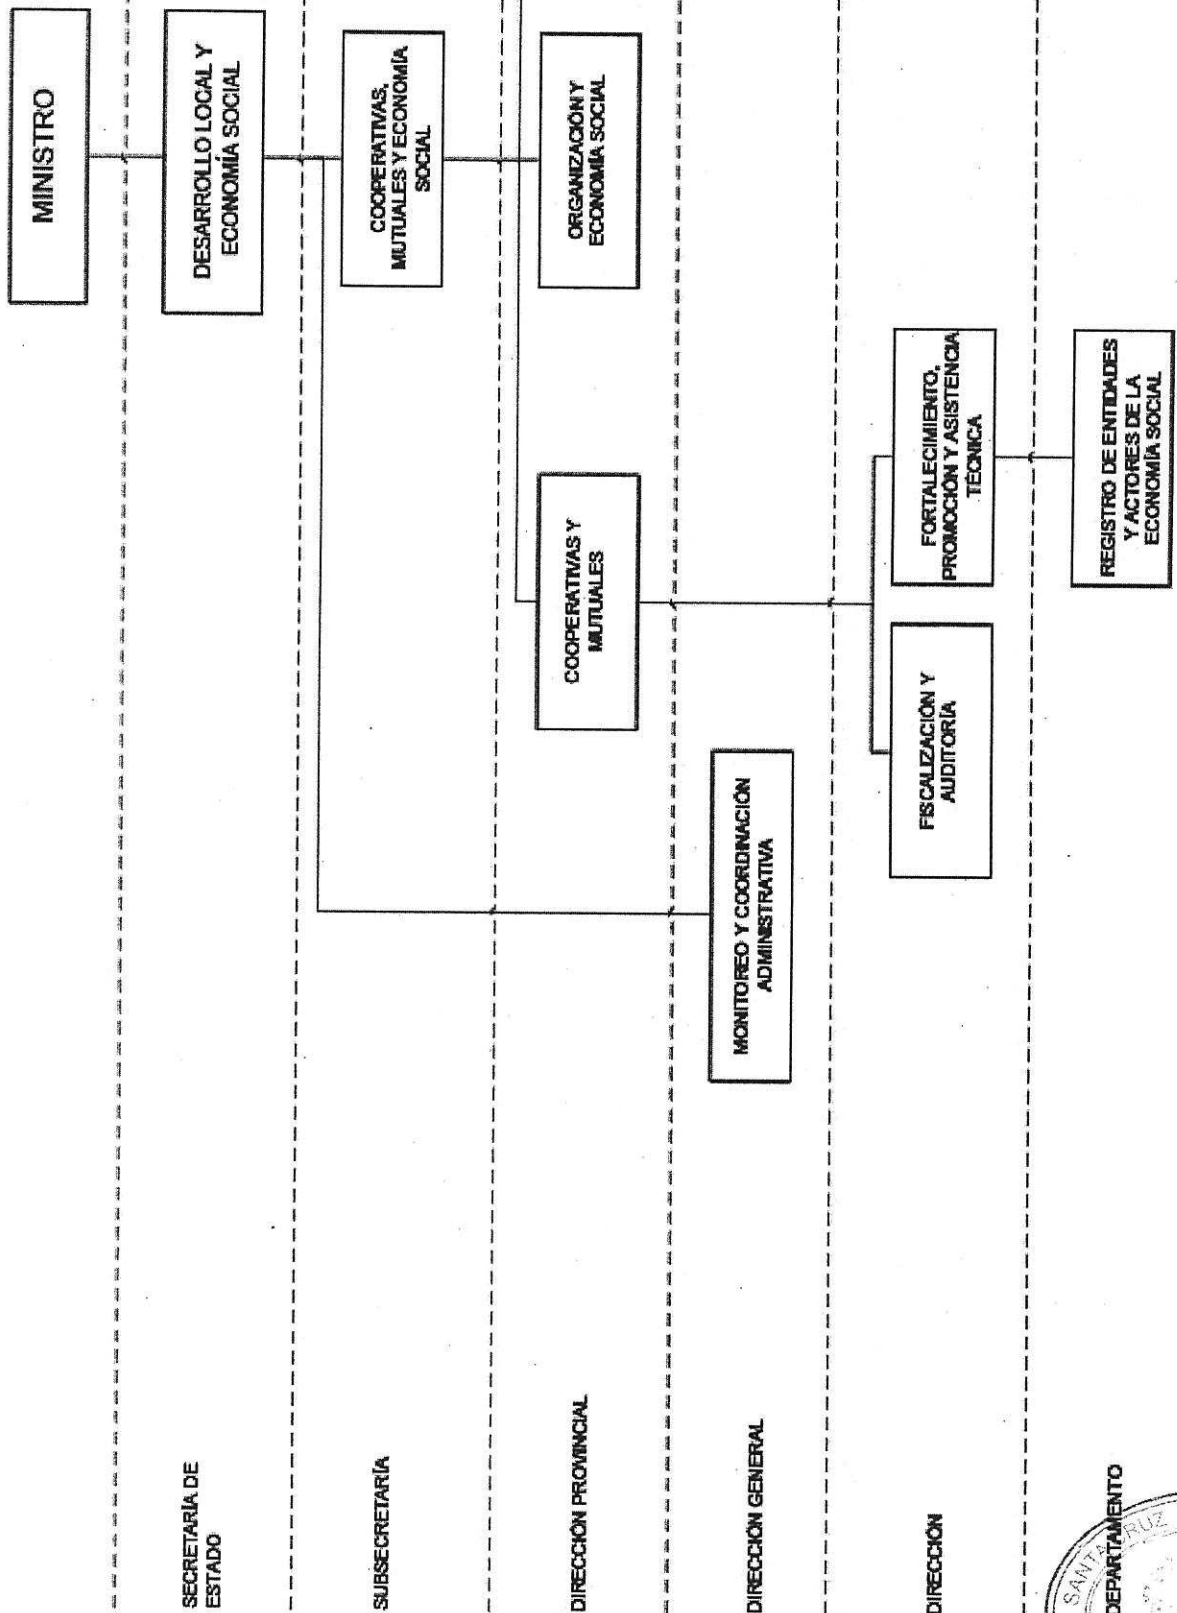 MINISTRO
SECRETARÍA DE
ESTADO
DESARROLLO LOCAL Y
ECONOMÍA SOCIAL
SUBSECRETARÍA
COOPERATIVAS,
MUTUALES Y ECONOMÍA
SOCIAL
DIRECCIÓN PROVINCIAL
COOPERATIVAS Y
MUTUALES
ORGANIZACIÓN Y
ECONOMÍA SOCIAL
DIRECCIÓN GENERAL
MONITOREO Y COORDINACIÓN
ADMINISTRATIVA
DIRECCIÓN
FISCALIZACIÓN Y
AUDITORÍA
FORTALECIMIENTO,
PROMOCIÓN Y ASISTENCIA
TÉCNICA
DEPARTAMENTO
REGISTRO DE ENTIDADES
Y ACTORES DE LA
ECONOMÍA SOCIAL
SANTA CRUZ